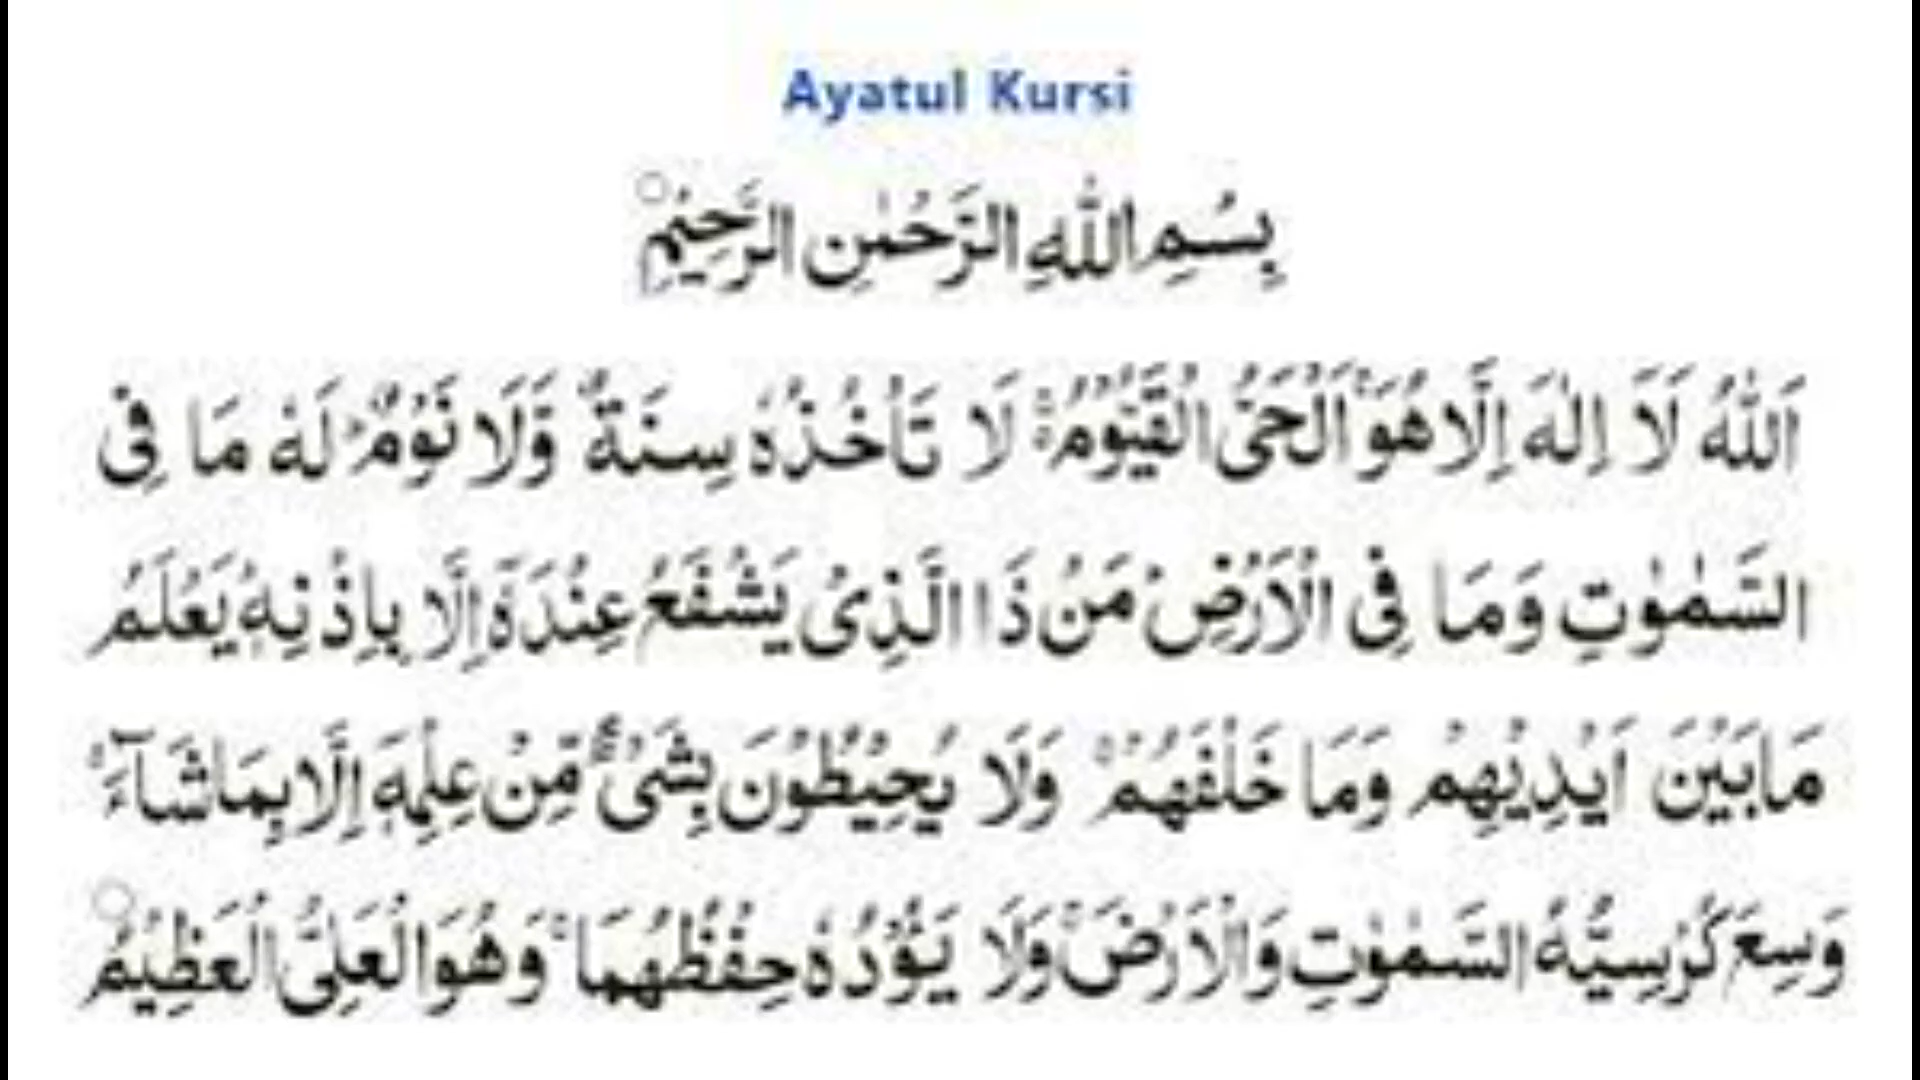 Ayatul Kursi
بِسْمِ اللّٰهِ الرَّحْمٰنِ الرَّحِيْمِ
اَللّٰهُ لَآ اِلٰهَ اِلَّا هُوَ ۚ اَلْحَیُّ الْقَیُّوْمُ ۚ۬ لَا تَاْخُذُهٗ سِنَةٌ وَّلَا نَوْمٌ ؕ لَهٗ مَا فِی
السَّمٰوٰتِ وَمَا فِی الْاَرْضِ ؕ مَنْ ذَا الَّذِیْ یَشْفَعُ عِنْدَهٗۤ اِلَّا بِاِذْنِهٖ ؕ یَعْلَمُ
مَا بَیْنَ اَیْدِیْهِمْ وَمَا خَلْفَهُمْ ۚ وَلَا یُحِیْطُوْنَ بِشَیْءٍ مِّنْ عِلْمِهٖۤ اِلَّا بِمَا شَآءَ ۚ
وَسِعَ كُرْسِیُّهُ السَّمٰوٰتِ وَالْاَرْضَ ۚ وَلَا یَـُٔوْدُهٗ حِفْظُهُمَا ۚ وَهُوَ الْعَلِیُّ الْعَظِیْمُ